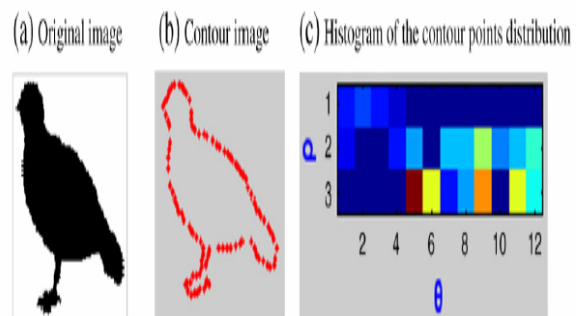 (a) Original image
(b) Contour image
(c) Histogram of the contour points distribution
ρ
1
2
3
2 4 6 8 10 12
θ